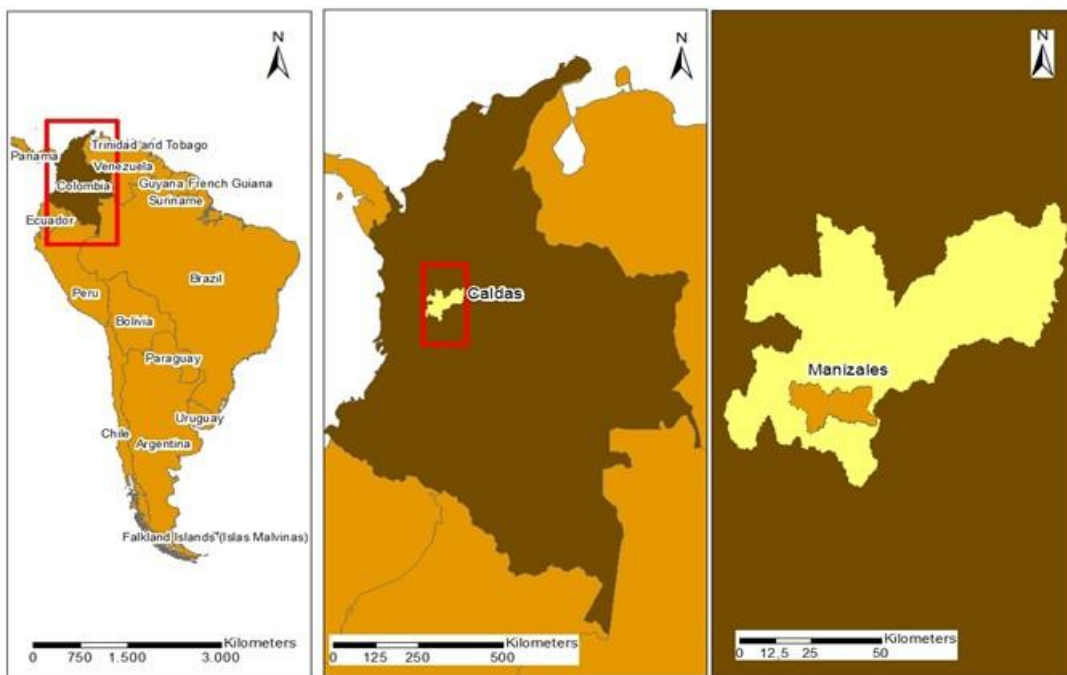 N
Trinidad and Tobago
Panama
Venezuela
Colombia
Guyana French Guiana
Suriname
Ecuador
Brazil
Peru
Bolivia
Paraguay
Uruguay
Chile
Argentina
Falkland Islands (Islas Malvinas)
Kilometers
0 750 1.500 3.000
N
Caldas
Kilometers
0 125 250 500
N
Manizales
Kilometers
0 12,5 25 50